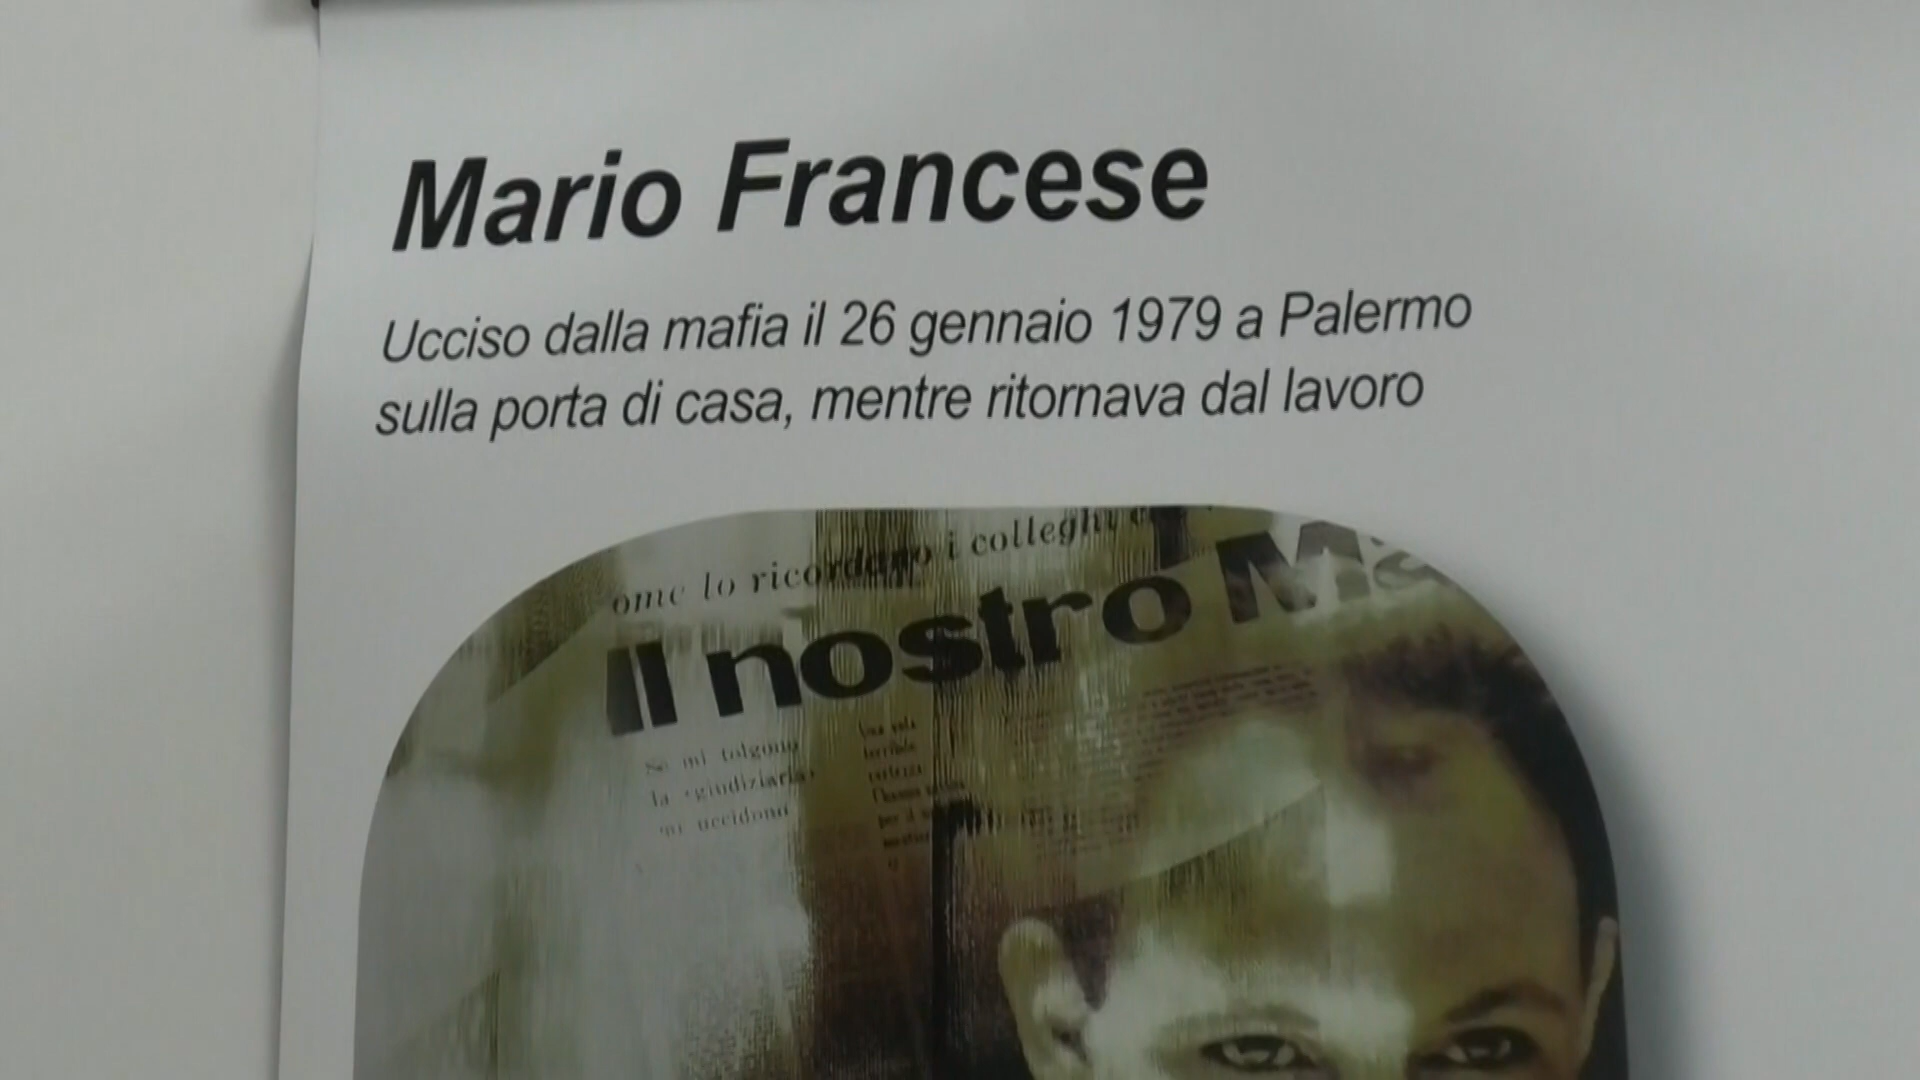 Mario Francese
Ucciso dalla mafia il 26 gennaio 1979 a Palermo
sulla porta di casa, mentre ritornava dal lavoro
ome lo ricordano i colleghi
Il nostro Ma
Se mi tolgono
la «giudiziaria»
mi uccidono